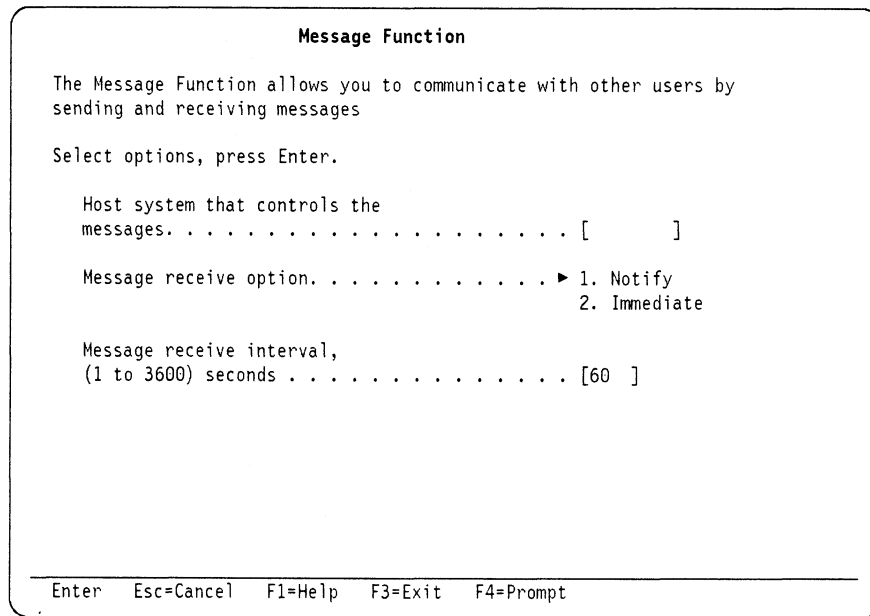 Message Function
The Message Function allows you to communicate with other users by
sending and receiving messages
Select options, press Enter.
Host system that controls the
messages. . . . . . . . . . . . . . . . . . . . . [        ]
Message receive option. . . . . . . . . . . . . ► 1. Notify
2. Immediate
Message receive interval,
(1 to 3600) seconds . . . . . . . . . . . . . . . [60  ]
Enter   Esc=Cancel   F1=Help   F3=Exit   F4=Prompt